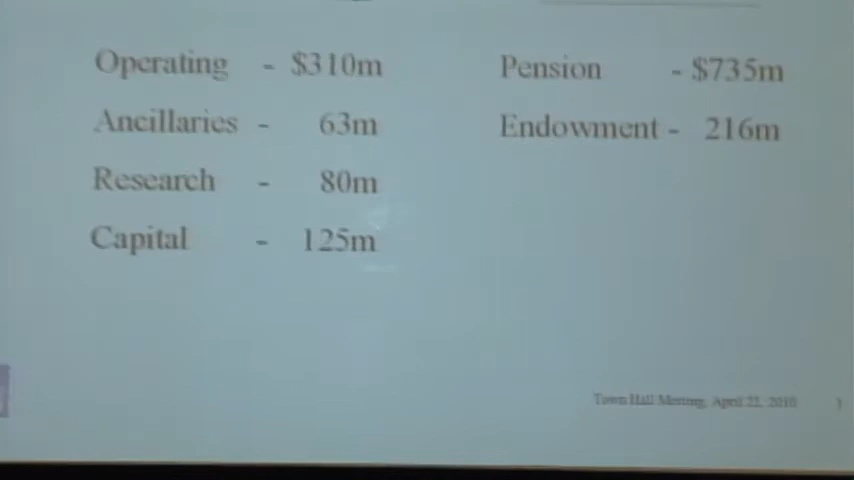 Operating - $310m
Ancillaries - 63m
Research - 80m
Capital - 125m
Pension - $735m
Endowment - 216m
Town Hall Meeting, April 22, 2010